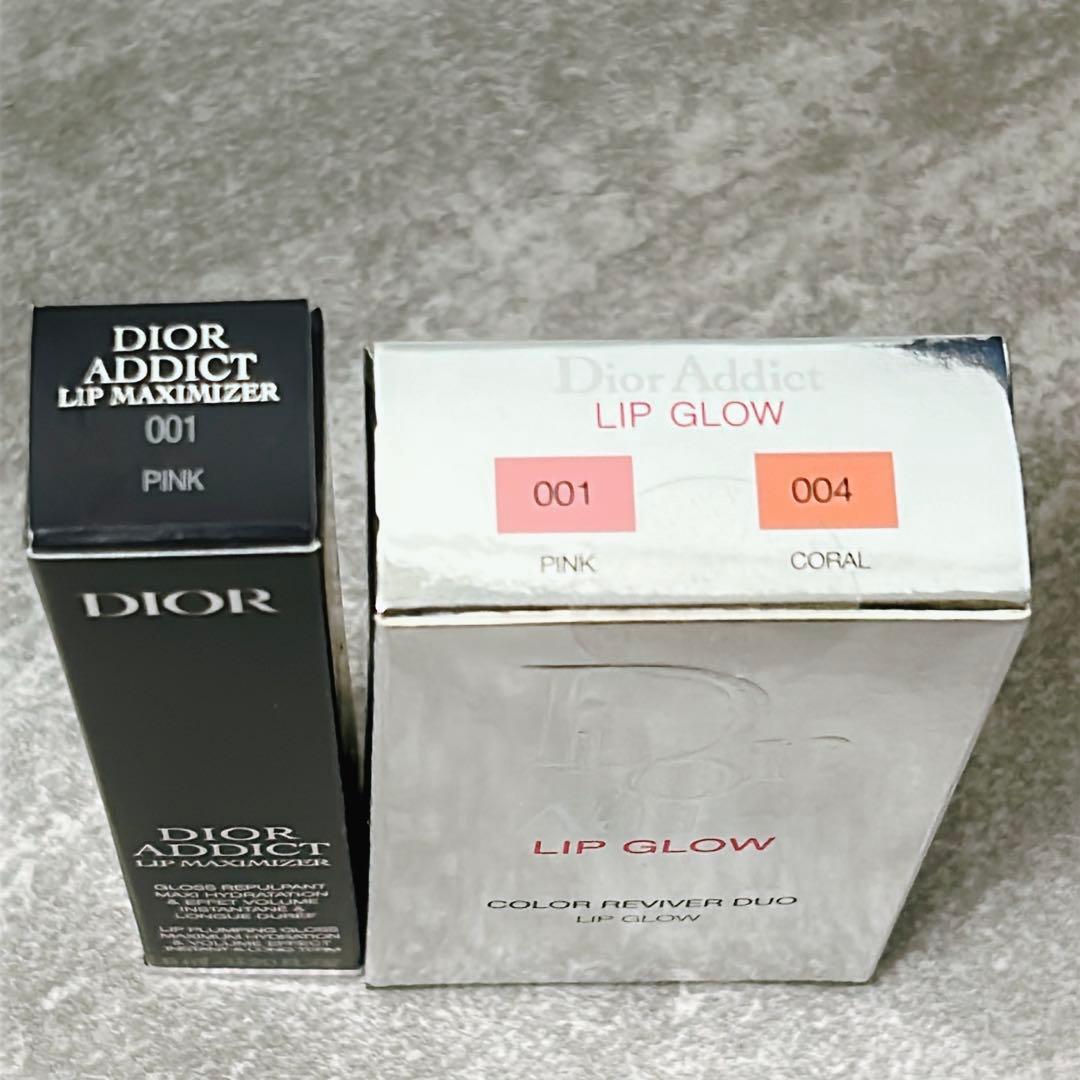 DIOR
ADDICT
LIP MAXIMIZER
001
PINK
DIOR
DIOR
ADDICT
LIP MAXIMIZER
GLOSS REPULPANT
MAXI HYDRATATION
& EFFET VOLUME
INSTANTANÉ &
LONGUE DURÉE
LIP PLUMPING GLOSS
MAXIMUM HYDRATION
& VOLUME EFFECT
INSTANT & LONG TERM
Dior Addict
LIP GLOW
001
004
PINK
CORAL
Dior
LIP GLOW
COLOR REVIVER DUO
LIP GLOW